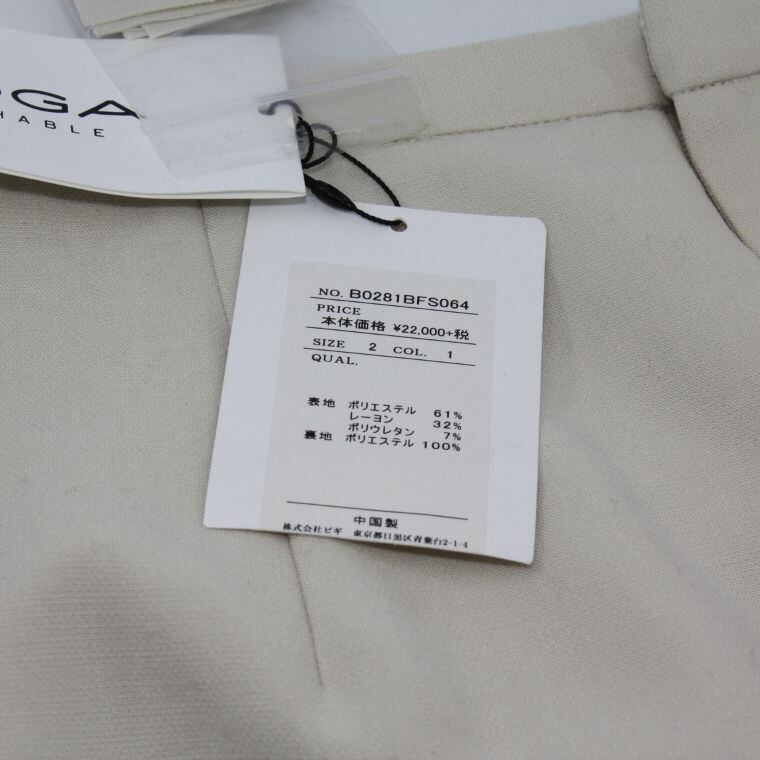 NO. B0281BFS064
PRICE
本体価格 ¥22,000+税
SIZE 2 COL. 1
QUAL.
表地 ポリエステル 61%
レーヨン 32%
ポリウレタン 7%
裏地 ポリエステル 100%
中国製
株式会社ビギ 東京都目黒区青葉台2-1-4